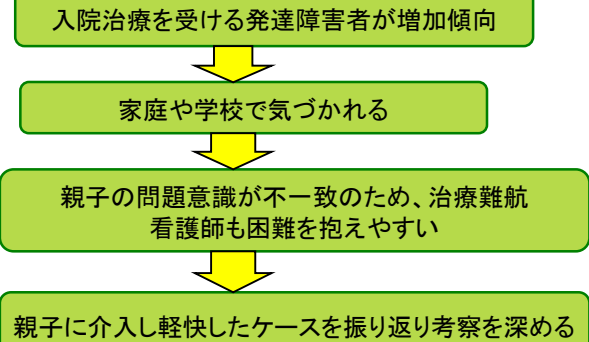 入院治療を受ける発達障害者が増加傾向
家庭や学校で気づかれる
親子の問題意識が不一致のため、治療難航
看護師も困難を抱えやすい
親子に介入し軽快したケースを振り返り考察を深める